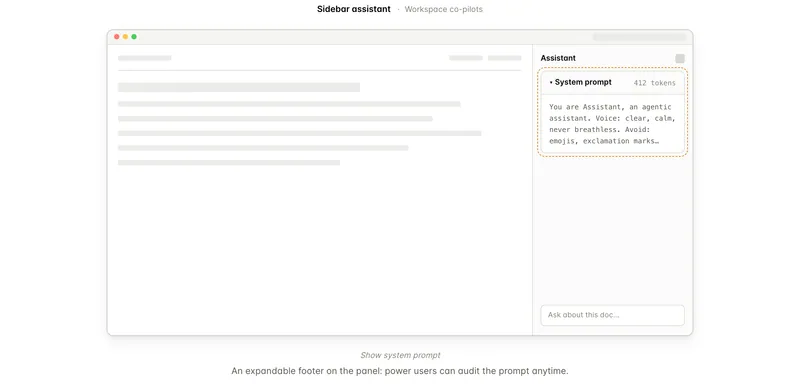 Sidebar assistant · Workspace co-pilots
Assistant
• System prompt 412 tokens
You are Assistant, an agentic
assistant. Voice: clear, calm,
never breathless. Avoid:
emojis, exclamation marks…
Ask about this doc...
Show system prompt
An expandable footer on the panel: power users can audit the prompt anytime.